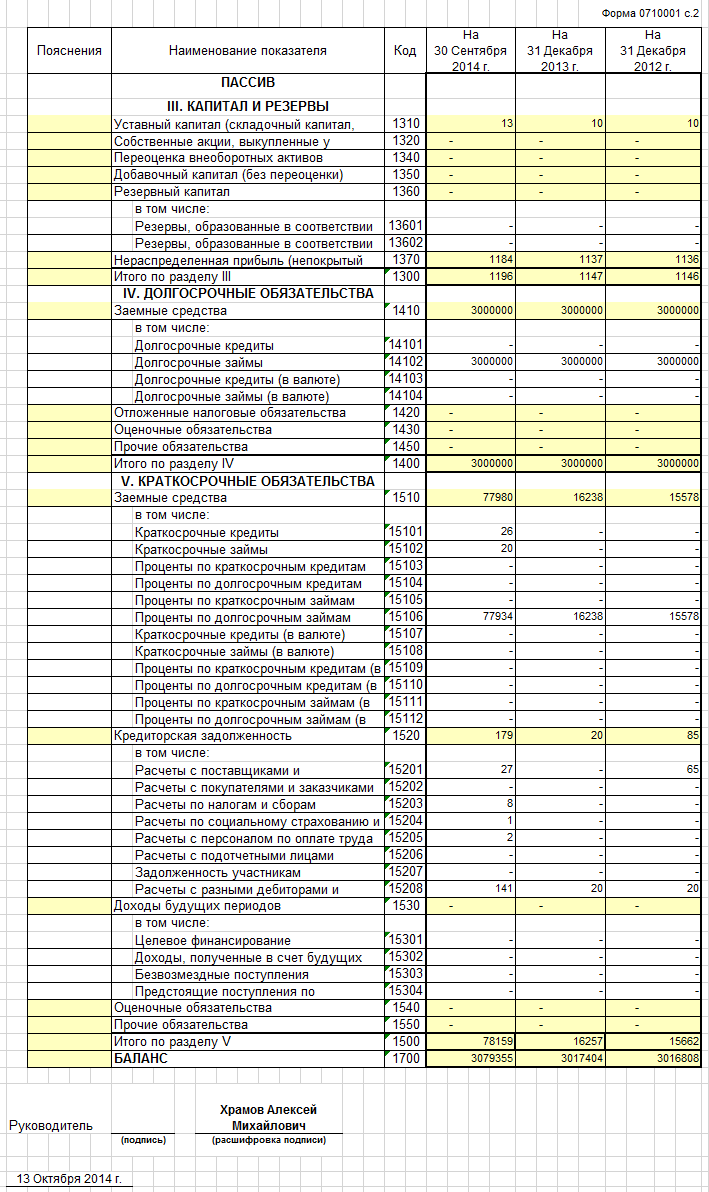 Форма 0710001 с.2
Пояснения Наименование показателя Код На 30 Сентября 2014 г. На 31 Декабря 2013 г. На 31 Декабря 2012 г.
ПАССИВ
III. КАПИТАЛ И РЕЗЕРВЫ
Уставный капитал (складочный капитал, 1310 13 10 10
Собственные акции, выкупленные у 1320 - - -
Переоценка внеоборотных активов 1340 - - -
Добавочный капитал (без переоценки) 1350 - - -
Резервный капитал 1360 - - -
в том числе:
Резервы, образованные в соответствии 13601 - - -
Резервы, образованные в соответствии 13602 - - -
Нераспределенная прибыль (непокрытый 1370 1184 1137 1136
Итого по разделу III 1300 1196 1147 1146
IV. ДОЛГОСРОЧНЫЕ ОБЯЗАТЕЛЬСТВА
Заемные средства 1410 3000000 3000000 3000000
в том числе:
Долгосрочные кредиты 14101 - - -
Долгосрочные займы 14102 3000000 3000000 3000000
Долгосрочные кредиты (в валюте) 14103 - - -
Долгосрочные займы (в валюте) 14104 - - -
Отложенные налоговые обязательства 1420 - - -
Оценочные обязательства 1430 - - -
Прочие обязательства 1450 - - -
Итого по разделу IV 1400 3000000 3000000 3000000
V. КРАТКОСРОЧНЫЕ ОБЯЗАТЕЛЬСТВА
Заемные средства 1510 77980 16238 15578
в том числе:
Краткосрочные кредиты 15101 26 - -
Краткосрочные займы 15102 20 - -
Проценты по краткосрочным кредитам 15103 - - -
Проценты по долгосрочным кредитам 15104 - - -
Проценты по краткосрочным займам 15105 - - -
Проценты по долгосрочным займам 15106 77934 16238 15578
Краткосрочные кредиты (в валюте) 15107 - - -
Краткосрочные займы (в валюте) 15108 - - -
Проценты по краткосрочным кредитам (в 15109 - - -
Проценты по долгосрочным кредитам (в 15110 - - -
Проценты по краткосрочным займам (в 15111 - - -
Проценты по долгосрочным займам (в 15112 - - -
Кредиторская задолженность 1520 179 20 85
в том числе:
Расчеты с поставщиками и 15201 27 - 65
Расчеты с покупателями и заказчиками 15202 - - -
Расчеты по налогам и сборам 15203 8 - -
Расчеты по социальному страхованию и 15204 1 - -
Расчеты с персоналом по оплате труда 15205 2 - -
Расчеты с подотчетными лицами 15206 - - -
Задолженность участникам 15207 - - -
Расчеты с разными дебиторами и 15208 141 20 20
Доходы будущих периодов 1530 - - -
в том числе:
Целевое финансирование 15301 - - -
Доходы, полученные в счет будущих 15302 - - -
Безвозмездные поступления 15303 - - -
Предстоящие поступления по 15304 - - -
Оценочные обязательства 1540 - - -
Прочие обязательства 1550 - - -
Итого по разделу V 1500 78159 16257 15662
БАЛАНС 1700 3079355 3017404 3016808
Храмов Алексей
Руководитель Михайлович
(подпись) (расшифровка подписи)
13 Октября 2014 г.